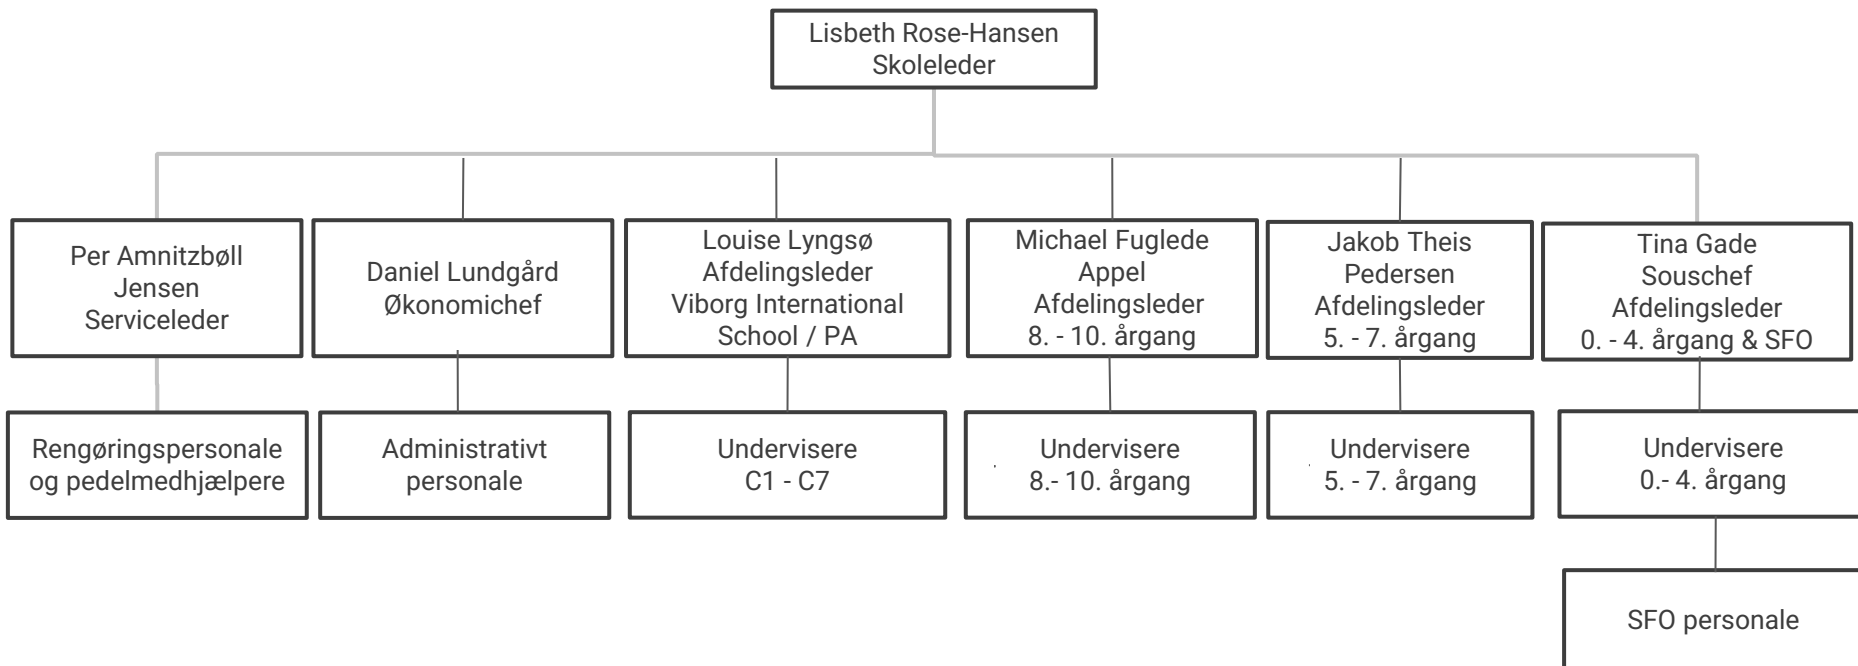 Lisbeth Rose-Hansen
Skoleleder
Per Amnitzbøll
Jensen
Serviceleder
Daniel Lundgård
Økonomichef
Louise Lyngsø
Afdelingsleder
Viborg International
School / PA
Michael Fuglede
Appel
Afdelingsleder
8. - 10. årgang
Jakob Theis
Pedersen
Afdelingsleder
5. - 7. årgang
Tina Gade
Souschef
Afdelingsleder
0. - 4. årgang & SFO
Rengøringspersonale
og pedelmedhjælpere
Administrativt
personale
Undervisere
C1 - C7
Undervisere
8.- 10. årgang
Undervisere
5. - 7. årgang
Undervisere
0.- 4. årgang
SFO personale